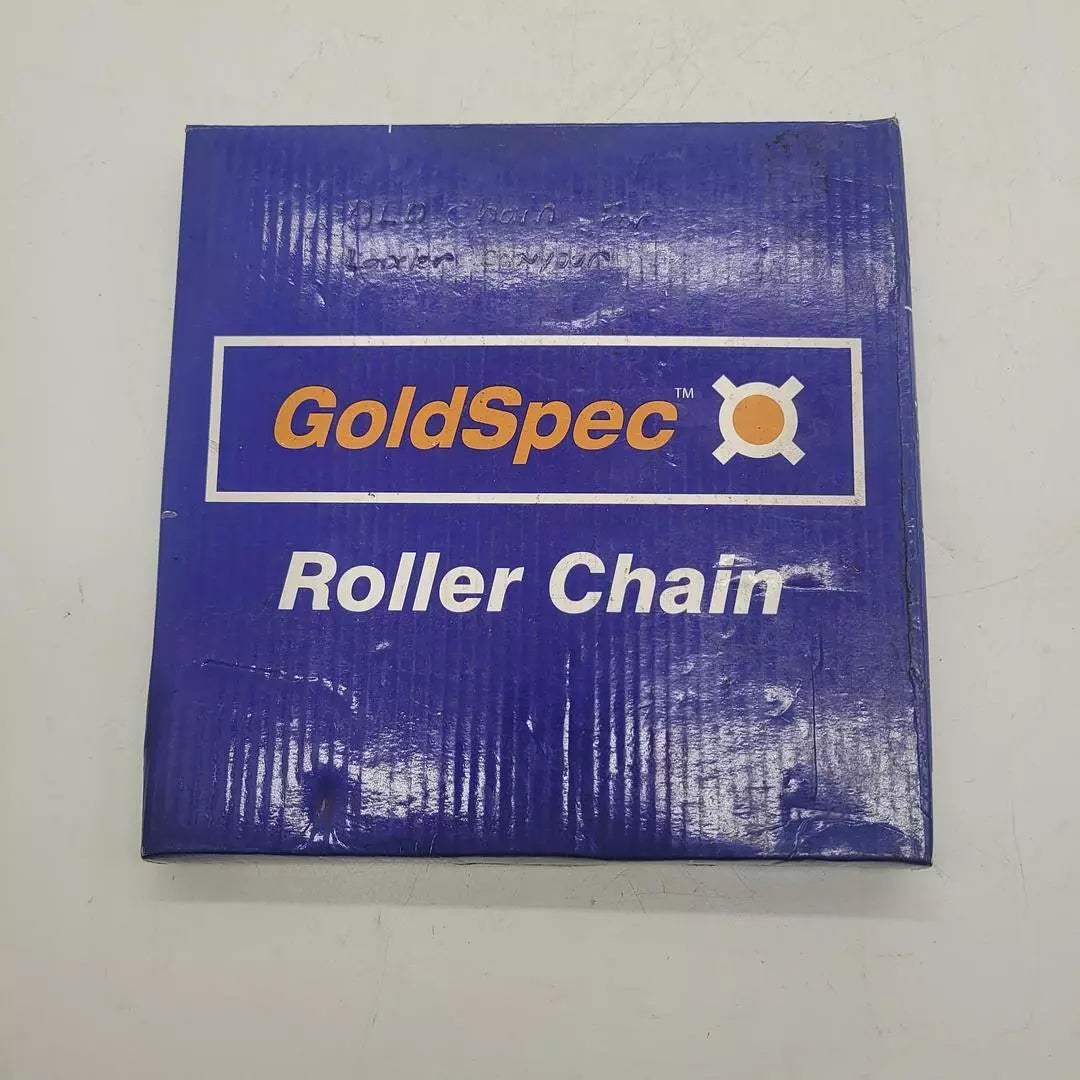 OLD Chain For
GoldSpec™
Roller Chain